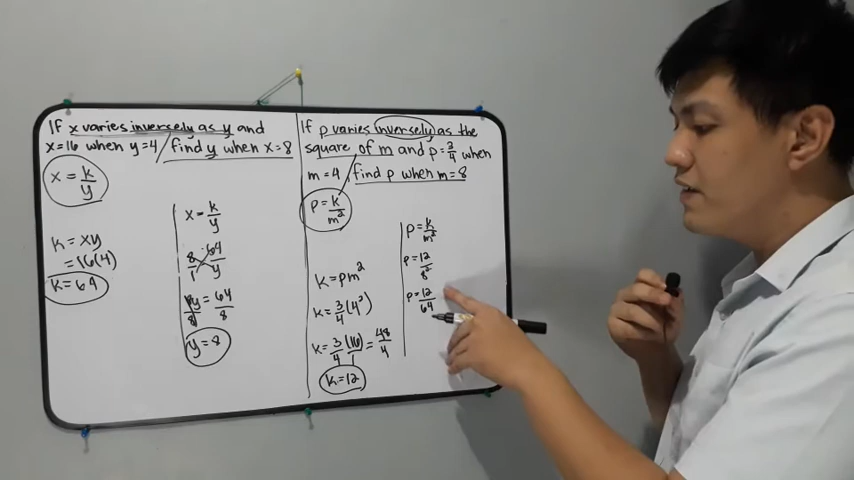 If x varies inversely as y and
x=16 when y=4/find y when x=8
x = k/y
k = xy
= 16(4)
k = 64
x = k/y
8/1 = 64/y
8y/8 = 64/8
y = 8
If p varies inversely as the
square of m and p = 3/4 when
m = 4 / find p when m = 8
p = k/m²
k = pm²
k = 3/4 (4²)
k = 3/4 (16) = 48/4
k = 12
p = k/m²
p = 12/8²
p = 12/64